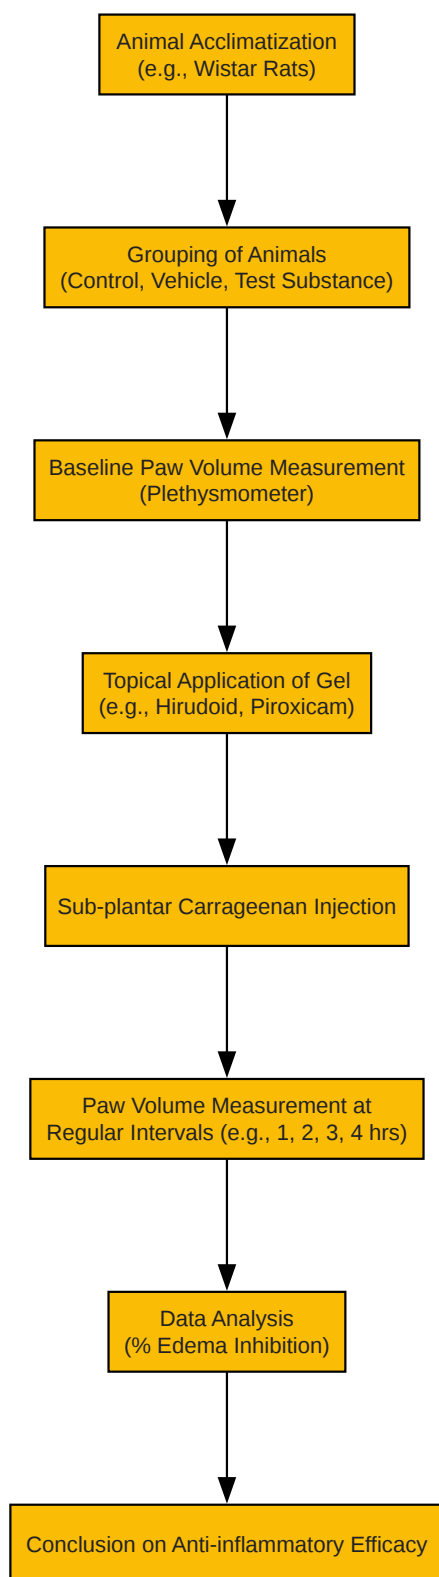 Animal Acclimatization
(e.g., Wistar Rats)
Grouping of Animals
(Control, Vehicle, Test Substance)
Baseline Paw Volume Measurement
(Plethysmometer)
Topical Application of Gel
(e.g., Hirudoid, Piroxicam)
Sub-plantar Carrageenan Injection
Paw Volume Measurement at
Regular Intervals (e.g., 1, 2, 3, 4 hrs)
Data Analysis
(% Edema Inhibition)
Conclusion on Anti-inflammatory Efficacy